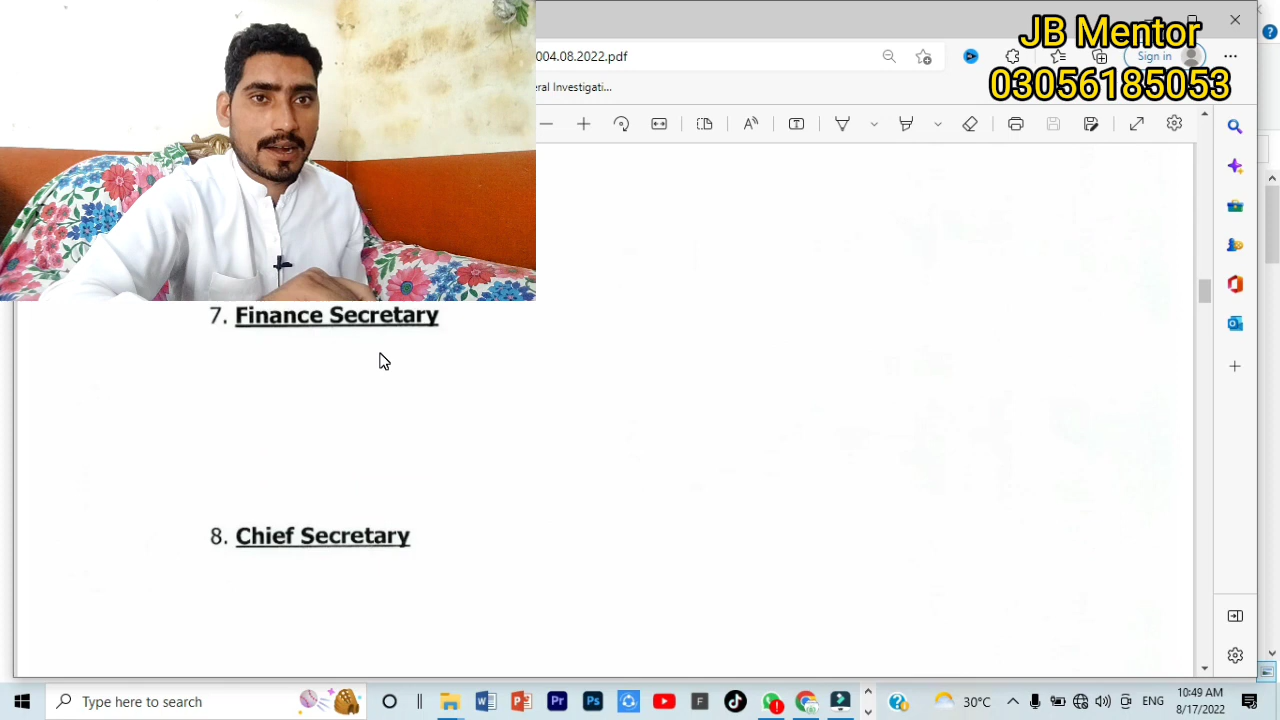 JB Mentor
03056185053
004.08.2022.pdf
Sign in
eral Investigati...
7. Finance Secretary
8. Chief Secretary
Type here to search
30°C
ENG
10:49 AM
8/17/2022